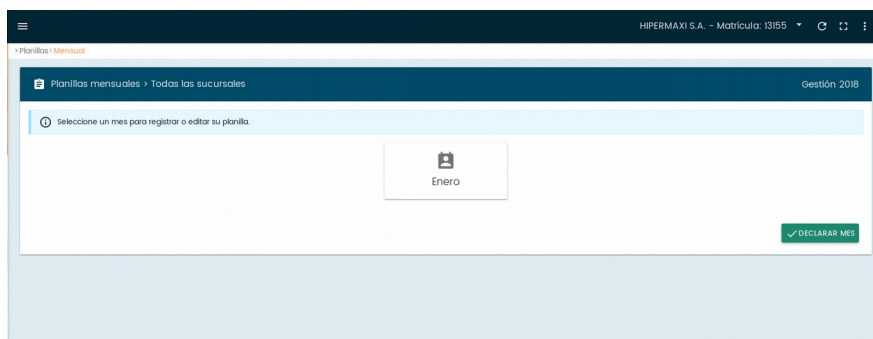 HIPERMAXI S.A. - Matrícula: 13155
>Planillas>Mensual
Planillas mensuales > Todas las sucursales
Gestión 2018
Seleccione un mes para registrar o editar su planilla.
Enero
DECLARAR MES